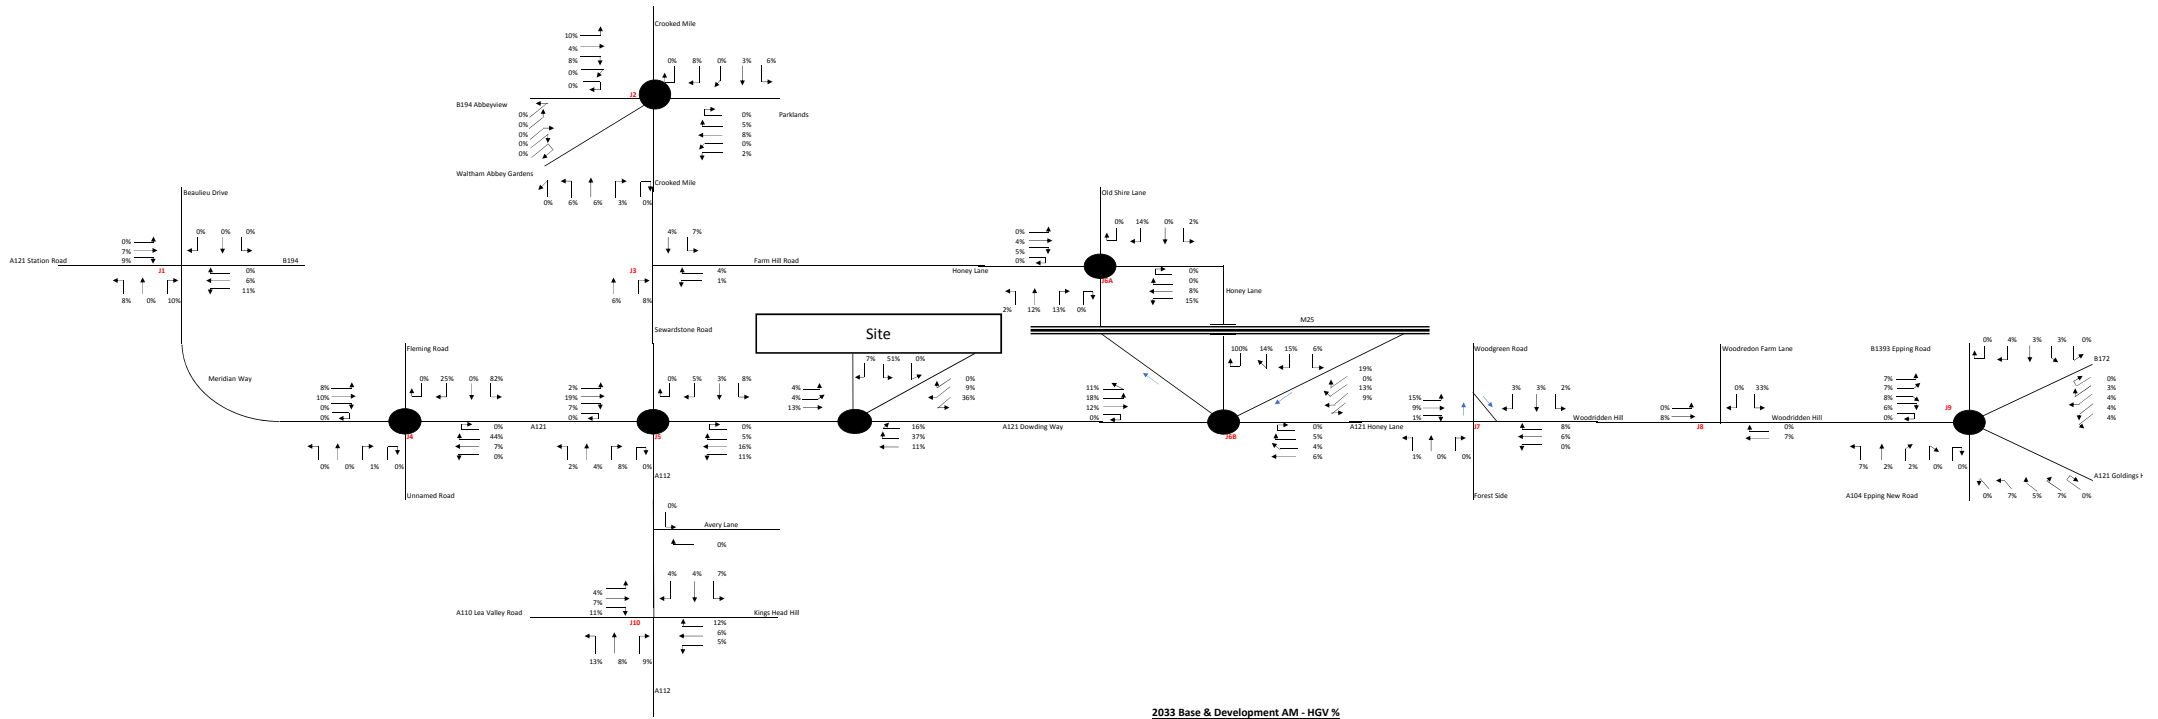 Crooked Mile
10%
4%
8%
0%
0%
0% 8% 0% 3% 6%
J2
B194 Abbeyview
Parklands
0%
0%
0%
0%
0%
0%
5%
8%
0%
2%
Waltham Abbey Gardens
Crooked Mile
0% 6% 6% 3% 0%
Beaulieu Drive
0%
7%
9%
0% 0% 0%
A121 Station Road
J1
B194
0%
6%
11%
8% 0% 10%
Meridian Way
4% 7%
J3
Farm Hill Road
4%
1%
6% 8%
Sewardstone Road
Old Shire Lane
0%
4%
5%
0%
0% 14% 0% 2%
Honey Lane
J6A
0%
0%
8%
15%
2% 12% 13% 0%
Honey Lane
M25
Site
Fleming Road
8%
10%
0%
0%
0% 25% 0% 82%
J4
0%
44%
7%
0%
0% 0% 1% 0%
Unnamed Road
A121
2%
19%
7%
0%
0% 5% 3% 8%
J5
0%
5%
16%
11%
2% 4% 8% 0%
A112
4%
4%
13%
7% 51% 0%
0%
9%
36%
16%
37%
11%
A121 Dowding Way
11%
18%
12%
0%
100% 14% 15% 6%
19%
0%
13%
9%
J6B
0%
5%
4%
6%
A121 Honey Lane
Woodgreen Road
15%
9%
1%
3% 3% 2%
J7
8%
6%
0%
1% 0% 0%
Forest Side
Woodridden Hill
Woodredon Farm Lane
0%
8%
0% 33%
J8
Woodridden Hill
0%
7%
B1393 Epping Road
7%
7%
8%
6%
0%
0% 4% 3% 3% 0%
B172
J9
0%
3%
4%
4%
4%
7% 2% 2% 0% 0%
A104 Epping New Road
0% 7% 5% 7% 0%
A121 Goldings H
0%
Avery Lane
0%
4%
7%
11%
4% 4% 7%
A110 Lea Valley Road
J10
Kings Head Hill
12%
6%
5%
13% 8% 9%
A112
2033 Base & Development AM - HGV %